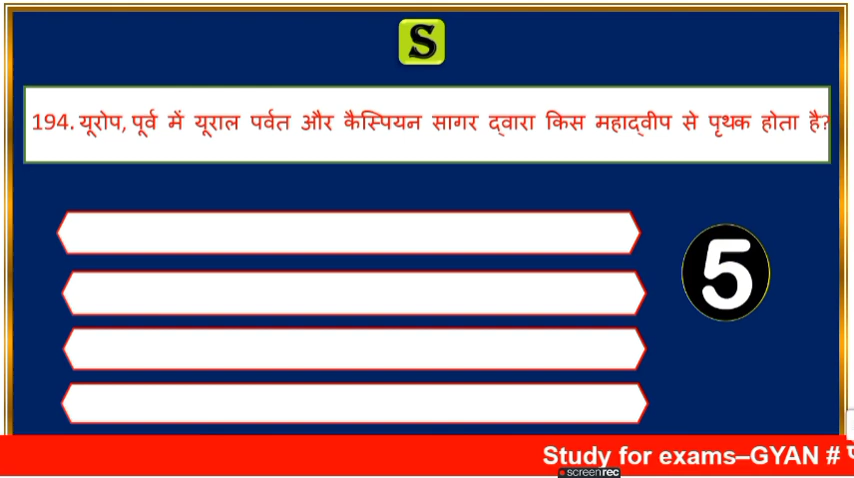 S
194. यूरोप, पूर्व में यूराल पर्वत और कैस्पियन सागर द्वारा किस महाद्वीप से पृथक होता है?
5
Study for exams–GYAN #
screenrec